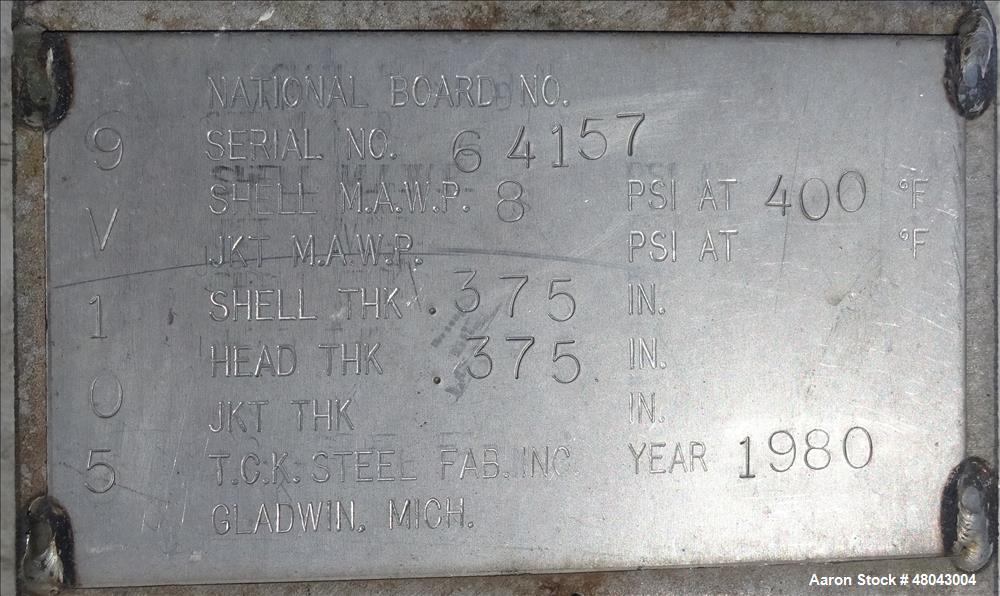 NATIONAL BOARD NO.
SERIAL NO. 64157
SHELL M.A.W.P. 8 PSI AT 400 °F
JKT M.A.W.P. PSI AT °F
SHELL THK .375 IN.
HEAD THK .375 IN.
JKT THK IN.
T.C.K. STEEL FAB. INC. YEAR 1980
GLADWIN, MICH.
9
V
1
0
5
Aaron Stock # 48043004